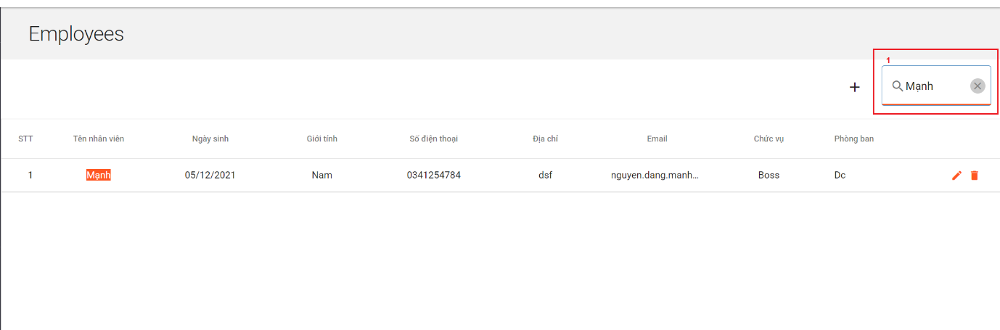 Employees
1
Mạnh
STT Tên nhân viên Ngày sinh Giới tính Số điện thoại Địa chỉ Email Chức vụ Phòng ban
1 Mạnh 05/12/2021 Nam 0341254784 dsf nguyen.dang.manh... Boss Dc